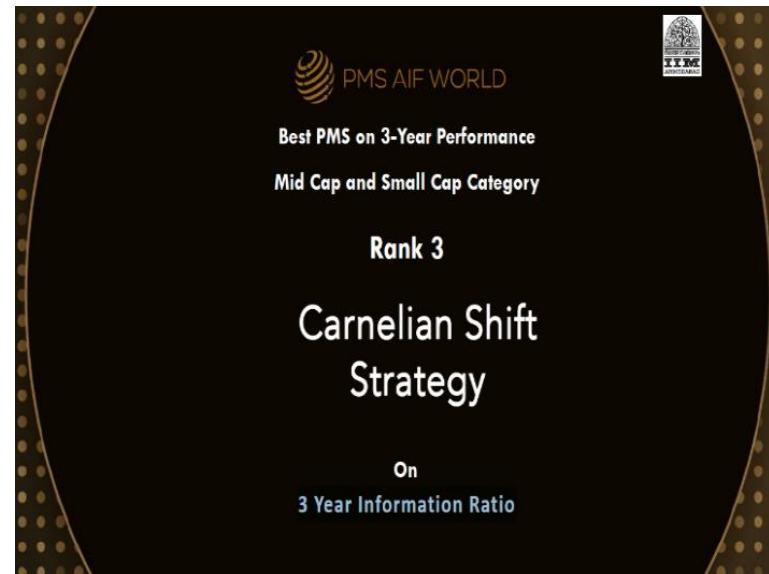 PMS AIF WORLD
IIM
AHMEDABAD
Best PMS on 3-Year Performance
Mid Cap and Small Cap Category
Rank 3
Carnelian Shift
Strategy
On
3 Year Information Ratio